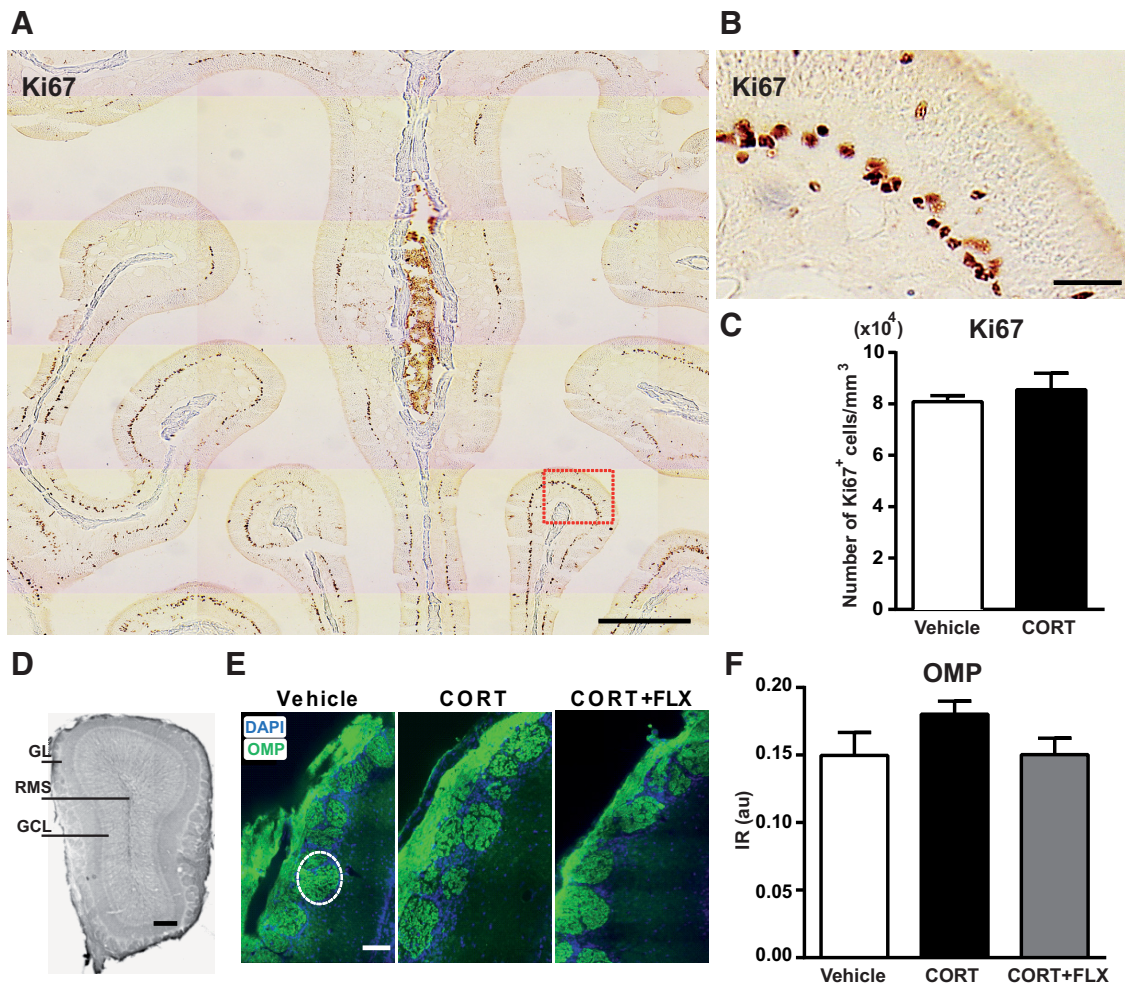 A
Ki67
B
Ki67
C
(x10⁴)
Ki67
Number of Ki67⁺ cells/mm³
10
8
6
4
2
0
Vehicle
CORT
D
GL
RMS
GCL
E
Vehicle
CORT
CORT+FLX
DAPI
OMP
F
OMP
IR (au)
0.20
0.15
0.10
0.05
0.00
Vehicle
CORT
CORT+FLX